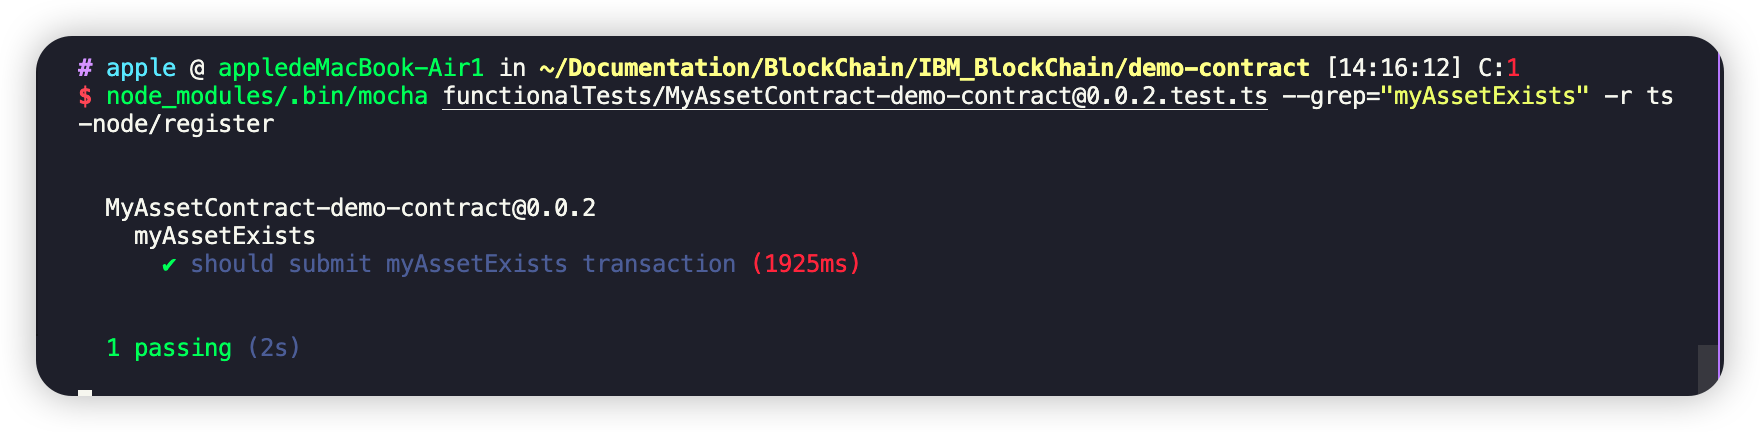 # apple @ appledeMacBook-Air1 in ~/Documentation/BlockChain/IBM_BlockChain/demo-contract [14:16:12] C:1
$ node_modules/.bin/mocha functionalTests/MyAssetContract-demo-contract@0.0.2.test.ts --grep="myAssetExists" -r ts
-node/register
MyAssetContract-demo-contract@0.0.2
myAssetExists
✔ should submit myAssetExists transaction (1925ms)
1 passing (2s)